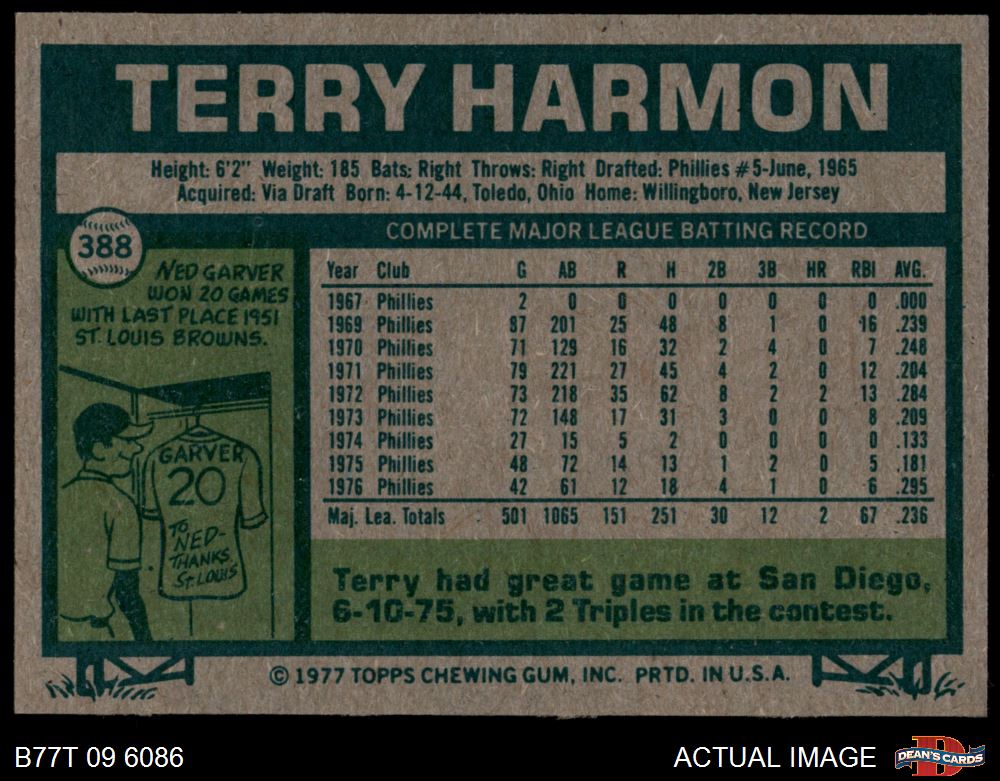 TERRY HARMON
Height: 6'2" Weight: 185 Bats: Right Throws: Right Drafted: Phillies #5-June, 1965
Acquired: Via Draft Born: 4-12-44, Toledo, Ohio Home: Willingboro, New Jersey
388
NED GARVER
WON 20 GAMES
WITH LAST PLACE 1951
ST. LOUIS BROWNS.
GARVER
20
TO
NED-
THANKS
ST. LOUIS
COMPLETE MAJOR LEAGUE BATTING RECORD
Year Club G AB R H 2B 3B HR RBI AVG.
1967 Phillies 2 0 0 0 0 0 0 0 .000
1969 Phillies 87 201 25 48 8 1 0 16 .239
1970 Phillies 71 129 16 32 2 4 0 7 .248
1971 Phillies 79 221 27 45 4 2 0 12 .204
1972 Phillies 73 218 35 62 8 2 2 13 .284
1973 Phillies 72 148 17 31 3 0 0 8 .209
1974 Phillies 27 15 5 2 0 0 0 0 .133
1975 Phillies 48 72 14 13 1 2 0 5 .181
1976 Phillies 42 61 12 18 4 1 0 6 .295
Maj. Lea. Totals 501 1065 151 251 30 12 2 67 .236
Terry had great game at San Diego,
6-10-75, with 2 Triples in the contest.
© 1977 TOPPS CHEWING GUM, INC. PRTD. IN U.S.A.
B77T 09 6086
ACTUAL IMAGE
D
DEAN'S CARDS